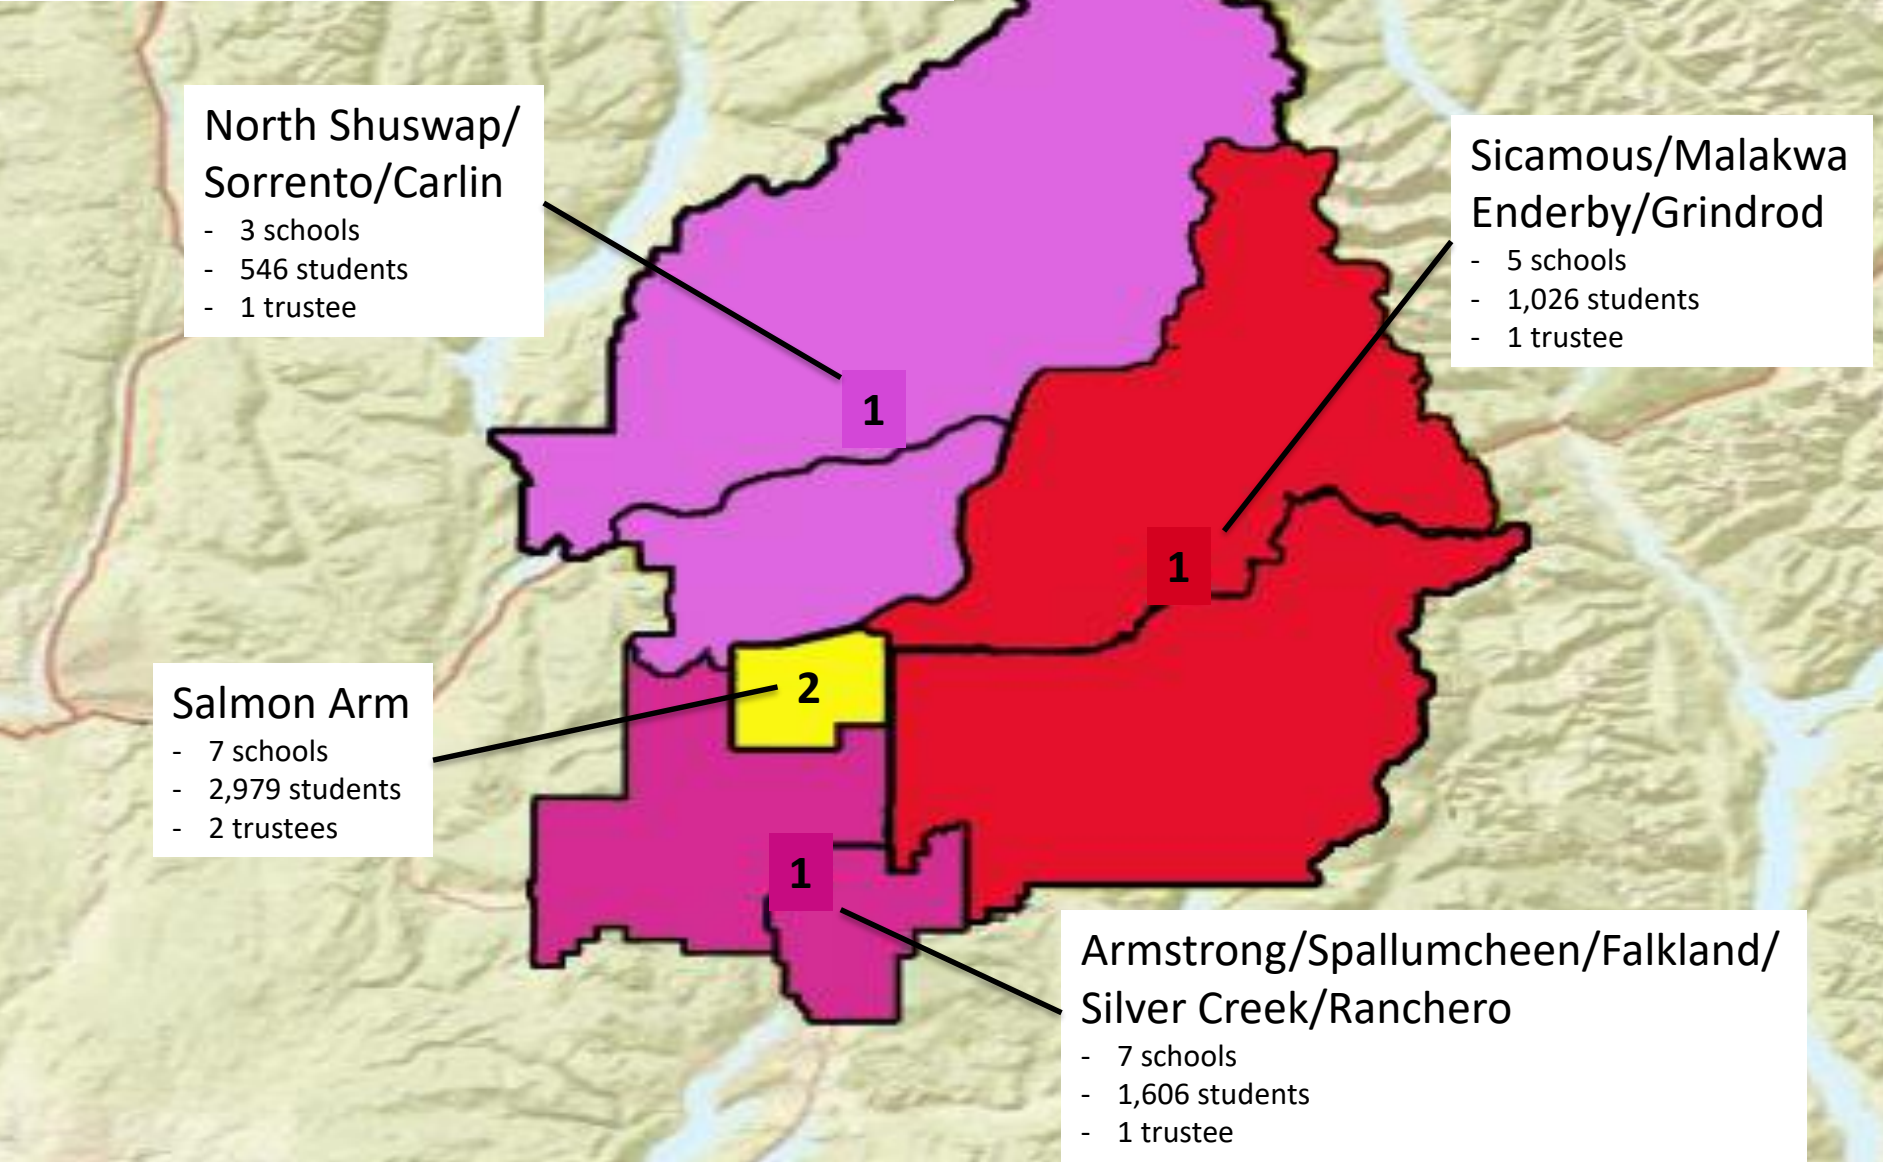 North Shuswap/
Sorrento/Carlin
- 3 schools
- 546 students
- 1 trustee
Sicamous/Malakwa
Enderby/Grindrod
- 5 schools
- 1,026 students
- 1 trustee
1
1
Salmon Arm
- 7 schools
- 2,979 students
- 2 trustees
2
1
Armstrong/Spallumcheen/Falkland/
Silver Creek/Ranchero
- 7 schools
- 1,606 students
- 1 trustee